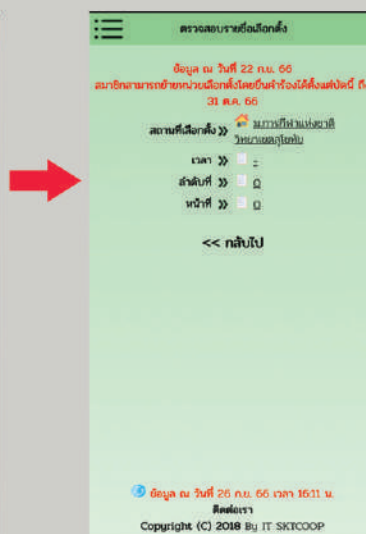 ตรวจสอบรายชื่อเลือกตั้ง
ข้อมูล ณ วันที่ 22 ก.ย. 66
สมาชิกสามารถย้ายหน่วยเลือกตั้งโดยยื่นคำร้องได้ตั้งแต่บัดนี้ ถึง
31 ต.ค. 66
สถานที่เลือกตั้ง >> ม.การกีฬาแห่งชาติ
วิทยาเขตสุโขทัย
เวลา >> -
ลำดับที่ >> 0
หน้าที่ >> 0
<< กลับไป
ข้อมูล ณ วันที่ 26 ก.ย. 66 เวลา 16:11 น.
ติดต่อเรา
Copyright (C) 2018 By IT SKTCOOP